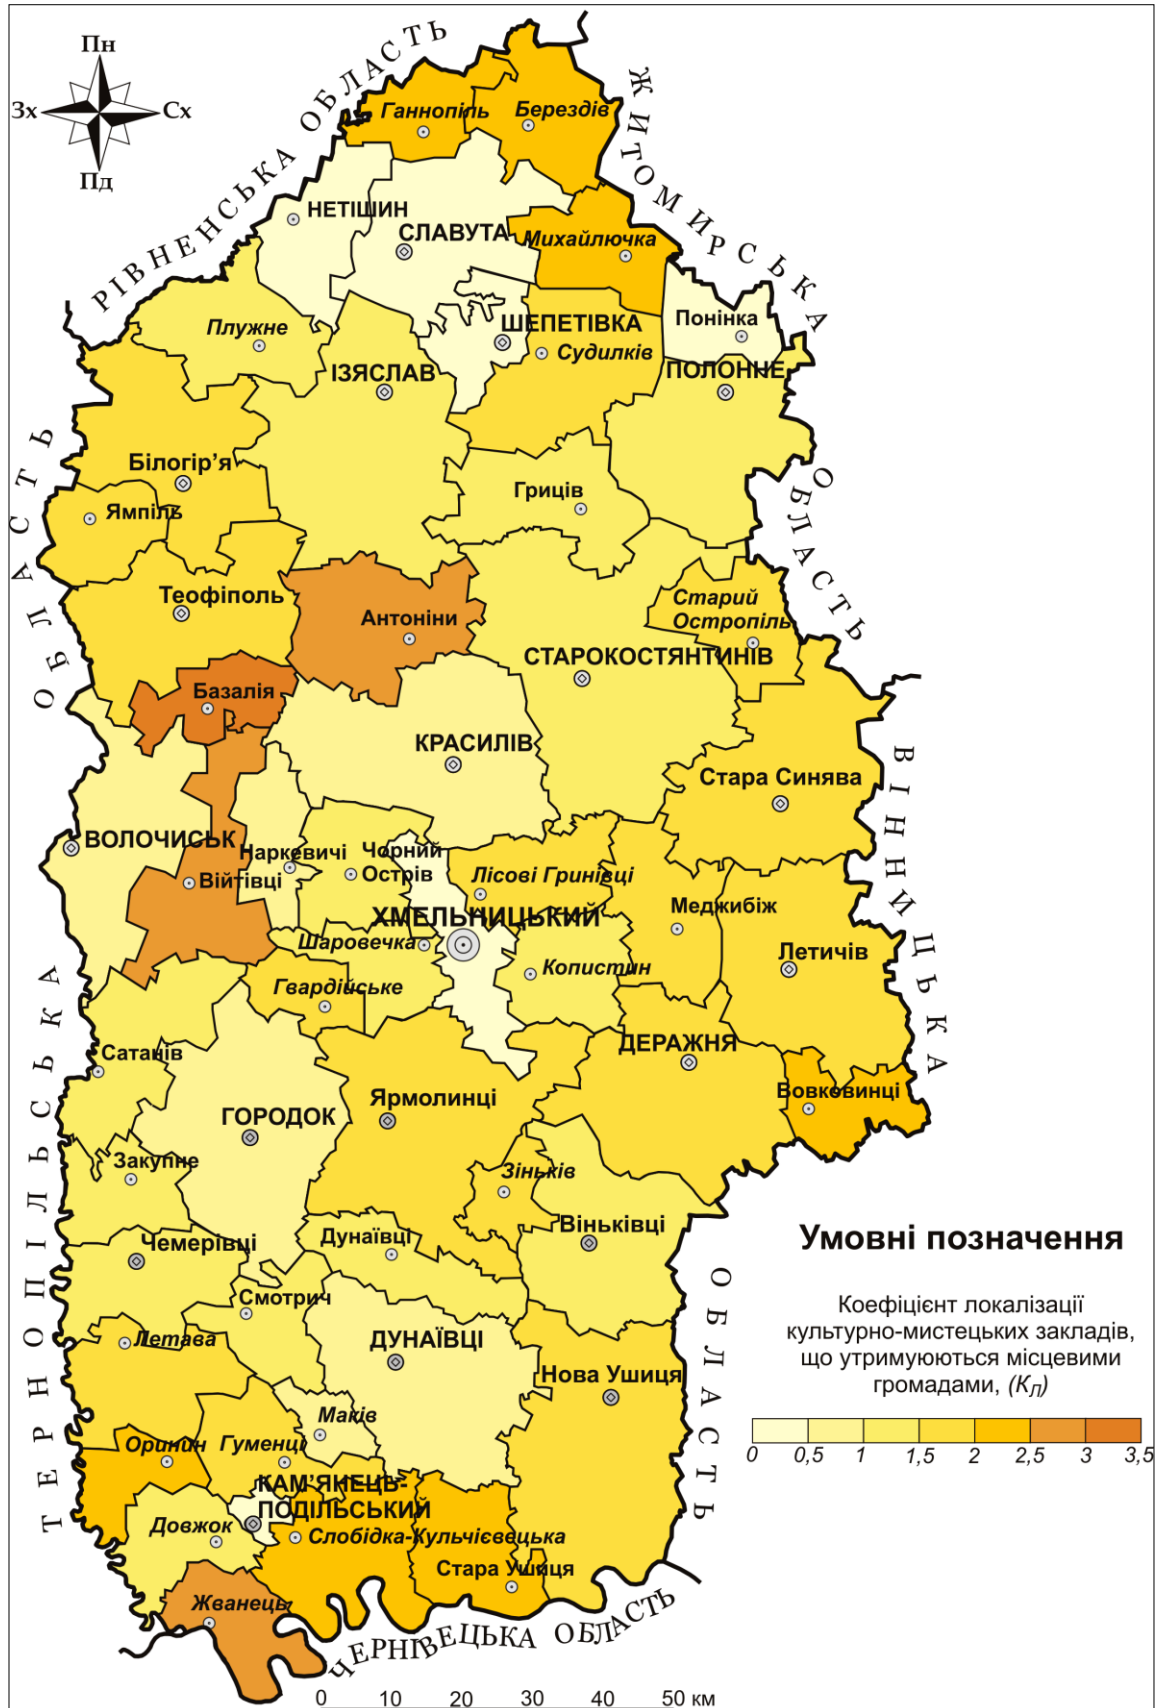 Пн
Зх
Сх
Пд
РІВНЕНСЬКА ОБЛАСТЬ
ЖИТОМИРСЬКА ОБЛАСТЬ
Ганнопіль
Берездів
НЕТІШИН
СЛАВУТА
Михайлючка
Плужне
ШЕПЕТІВКА
Судилків
Понінка
ПОЛОННЕ
ІЗЯСЛАВ
Білогір’я
Ямпіль
Гриців
Теофіполь
Антоніни
Старий
Остропіль
СТАРОКОСТЯНТИНІВ
Базалія
КРАСИЛІВ
Стара Синява
ВОЛОЧИСЬК
Війтівці
Наркевичі
Чорний
Острів
Лісові Гринівці
Меджибіж
ХМЕЛЬНИЦЬКИЙ
Шаровечка
Копистин
Летичів
Гвардійське
Сатанів
ДЕРАЖНЯ
Вовковинці
Ярмолинці
ГОРОДОК
Закупне
Зіньків
Віньківці
Дунаївці
Чемерівці
Смотрич
Летава
ДУНАЇВЦІ
Нова Ушиця
Маків
Оринин
Гуменці
КАМ’ЯНЕЦЬ-
ПОДІЛЬСЬКИЙ
Довжок
Слобідка-Кульчієвецька
Стара Ушиця
Жванець
ТЕРНОПІЛЬСЬКА ОБЛАСТЬ
ВІННИЦЬКА ОБЛАСТЬ
ЧЕРНІВЕЦЬКА ОБЛАСТЬ
Умовні позначення
Коефіцієнт локалізації
культурно-мистецьких закладів,
що утримуюються місцевими
громадами, (КЛ)
0 0,5 1 1,5 2 2,5 3 3,5
0 10 20 30 40 50 км